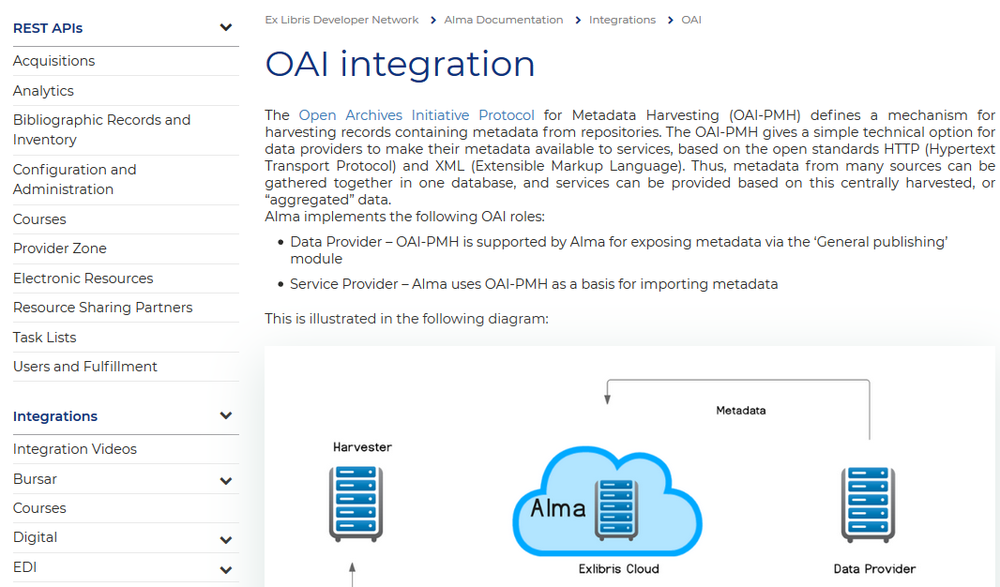 REST APIs
Acquisitions
Analytics
Bibliographic Records and
Inventory
Configuration and
Administration
Courses
Provider Zone
Electronic Resources
Resource Sharing Partners
Task Lists
Users and Fulfillment
Integrations
Integration Videos
Bursar
Courses
Digital
EDI
Ex Libris Developer Network > Alma Documentation > Integrations > OAI
OAI integration
The Open Archives Initiative Protocol for Metadata Harvesting (OAI-PMH) defines a mechanism for
harvesting records containing metadata from repositories. The OAI-PMH gives a simple technical option for
data providers to make their metadata available to services, based on the open standards HTTP (Hypertext
Transport Protocol) and XML (Extensible Markup Language). Thus, metadata from many sources can be
gathered together in one database, and services can be provided based on this centrally harvested, or
“aggregated” data.
Alma implements the following OAI roles:
• Data Provider – OAI-PMH is supported by Alma for exposing metadata via the ‘General publishing’
module
• Service Provider – Alma uses OAI-PMH as a basis for importing metadata
This is illustrated in the following diagram:
Metadata
Harvester
Alma
Exlibris Cloud
Data Provider